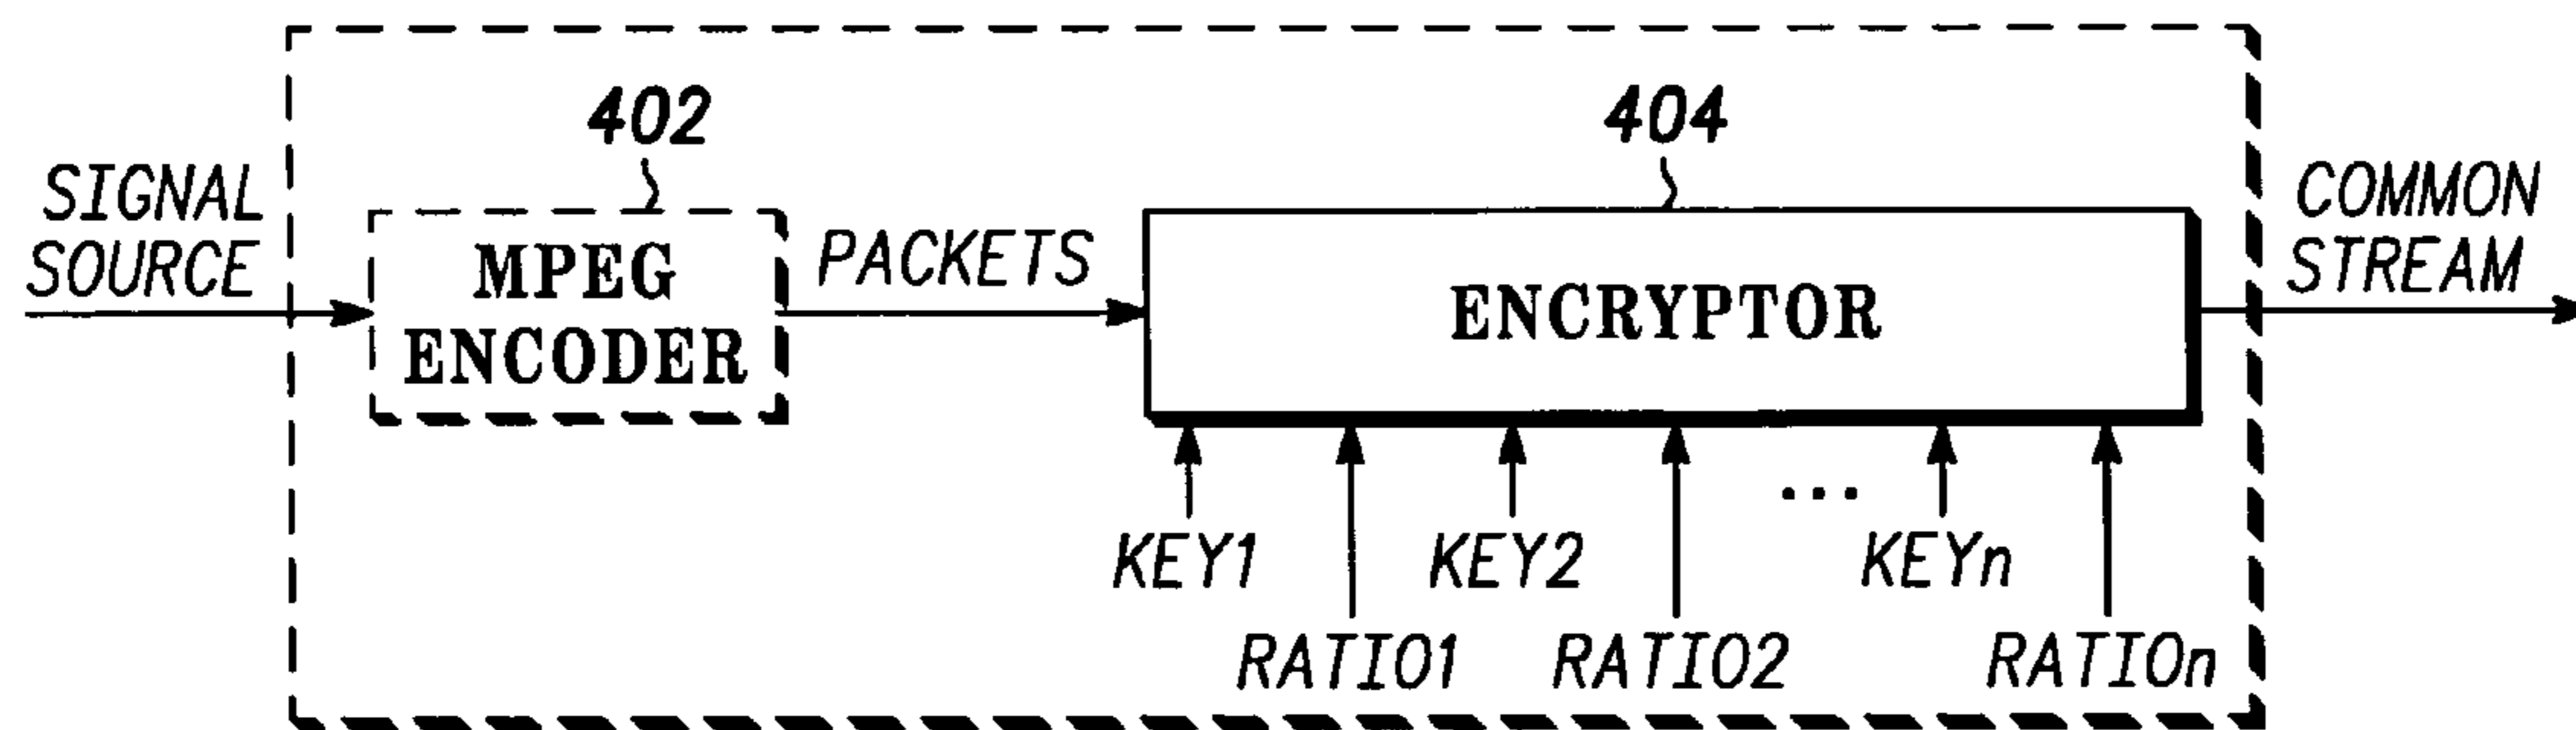 402
404
SIGNAL
SOURCE
MPEG
ENCODER
PACKETS
ENCRYPTOR
COMMON
STREAM
KEY1
KEY2
...
KEYn
RATIO1
RATIO2
RATIOn